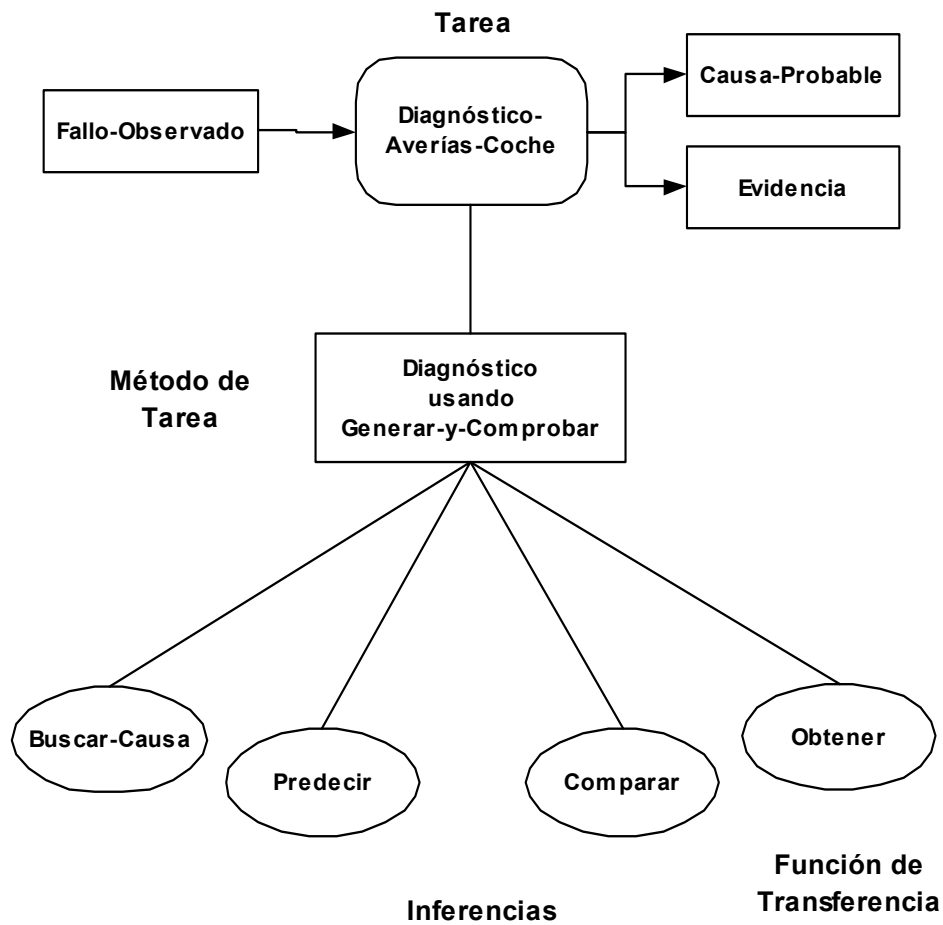 Tarea
Fallo-Observado
Diagnóstico-
Averías-Coche
Causa-Probable
Evidencia
Método de
Tarea
Diagnóstico
usando
Generar-y-Comprobar
Buscar-Causa
Predecir
Comparar
Obtener
Inferencias
Función de
Transferencia